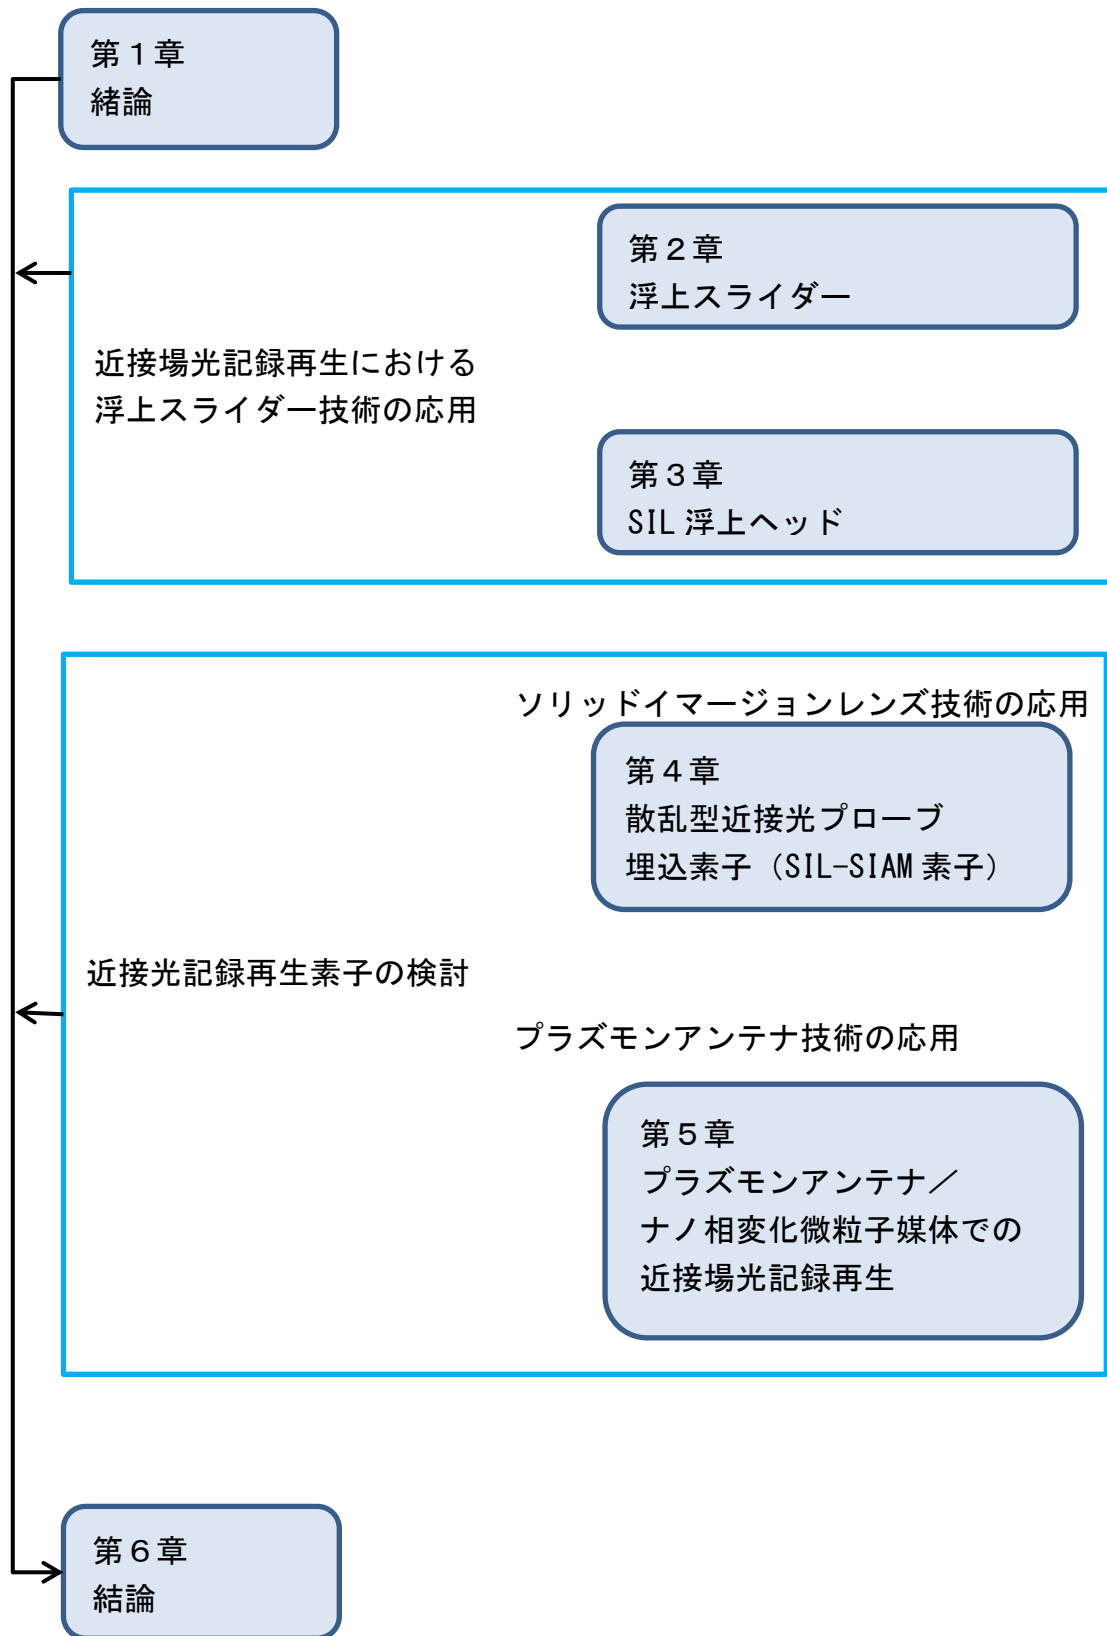 第１章
緒論
第２章
浮上スライダー
近接場光記録再生における
浮上スライダー技術の応用
第３章
SIL 浮上ヘッド
ソリッドイマージョンレンズ技術の応用
第４章
散乱型近接光プローブ
埋込素子（SIL-SIAM 素子）
近接光記録再生素子の検討
プラズモンアンテナ技術の応用
第５章
プラズモンアンテナ／
ナノ相変化微粒子媒体での
近接場光記録再生
第６章
結論